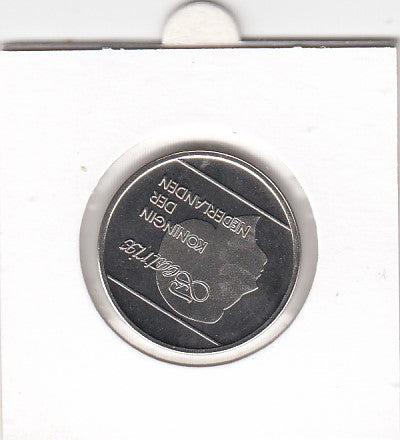 Beatrix
KONINGIN
DER
NEDERLANDEN